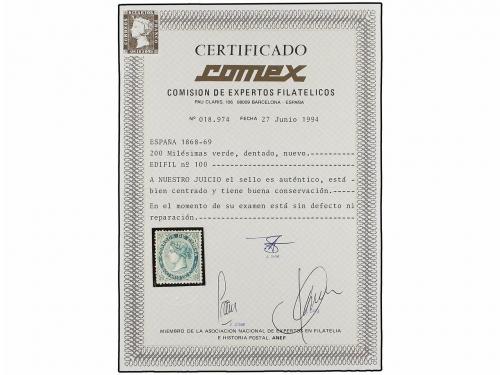 CERTIFICADO
comex
COMISION DE EXPERTOS FILATELICOS
PAU CLARIS, 106 08009 BARCELONA - ESPAÑA
Nº 018.974 FECHA 27 Junio 1994
ESPAÑA 1868-69
200 Milésimas verde, dentado, nuevo.
EDIFIL nº 100
A NUESTRO JUICIO el sello es auténtico, está
bien centrado y tiene buena conservación.
En el momento de su examen está sin defecto ni
reparación.
MIEMBRO DE LA ASOCIACION NACIONAL DE EXPERTOS EN FILATELIA
E HISTORIA POSTAL. ANEF